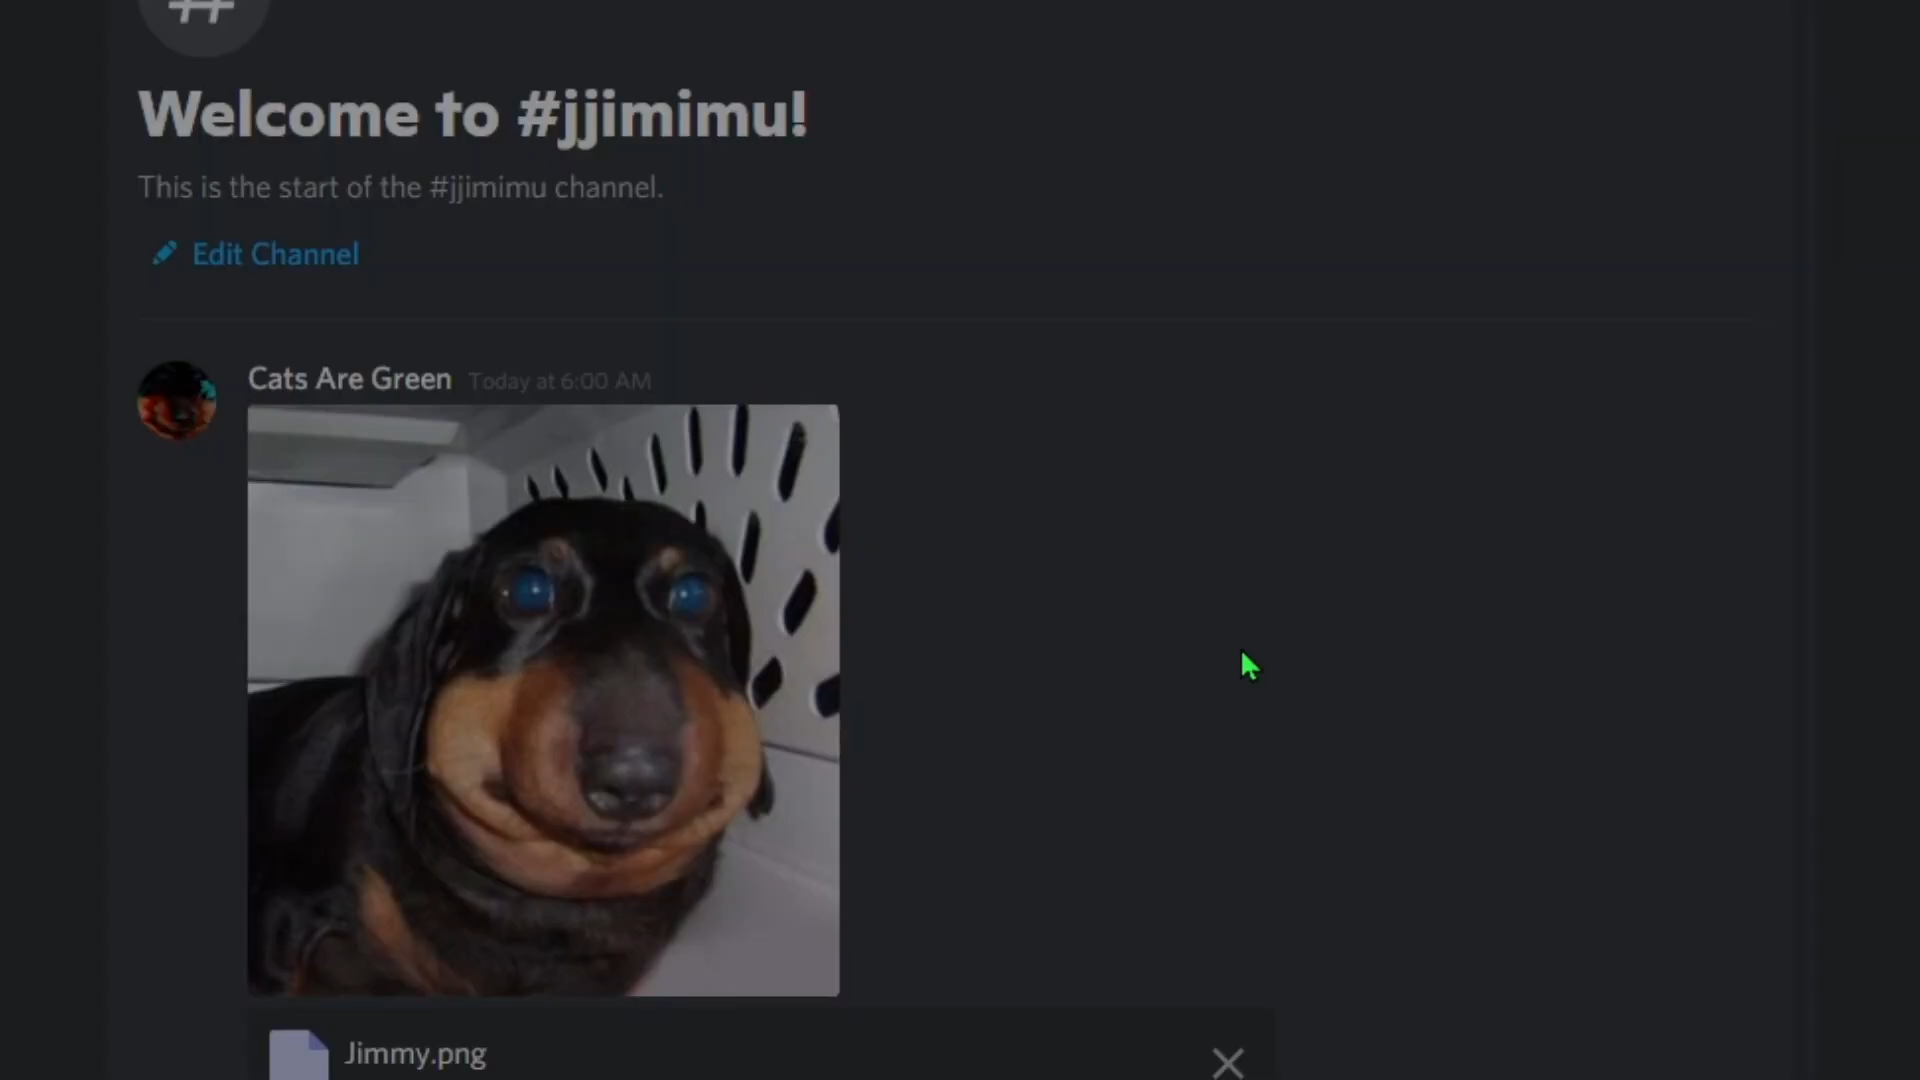 Welcome to #jjimimu!
This is the start of the #jjimimu channel.
Edit Channel
Cats Are Green Today at 6:00 AM
Jimmy.png